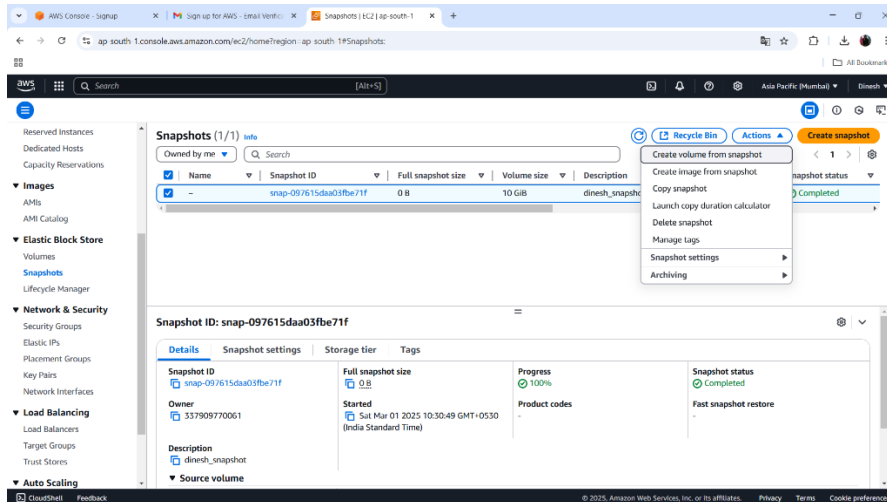 AWS Console - Signup
Sign up for AWS - Email Verific
Snapshots | EC2 | ap-south-1
ap-south-1.console.aws.amazon.com/ec2/home?region=ap-south-1#Snapshots:
All Bookmark
aws
Search
[Alt+S]
Asia Pacific (Mumbai)
Dinesh
Reserved Instances
Dedicated Hosts
Capacity Reservations
Images
AMIs
AMI Catalog
Elastic Block Store
Volumes
Snapshots
Lifecycle Manager
Network & Security
Security Groups
Elastic IPs
Placement Groups
Key Pairs
Network Interfaces
Load Balancing
Load Balancers
Target Groups
Trust Stores
Auto Scaling
Snapshots (1/1) Info
Recycle Bin
Actions
Create snapshot
Owned by me
Search
1
Name
Snapshot ID
Full snapshot size
Volume size
Description
napshot status
–
snap-097615daa03fbe71f
0 B
10 GiB
dinesh_snapsho
Completed
Create volume from snapshot
Create image from snapshot
Copy snapshot
Launch copy duration calculator
Delete snapshot
Manage tags
Snapshot settings
Archiving
Snapshot ID: snap-097615daa03fbe71f
Details
Snapshot settings
Storage tier
Tags
Snapshot ID
snap-097615daa03fbe71f
Full snapshot size
0 B
Progress
100%
Snapshot status
Completed
Owner
337909770061
Started
Sat Mar 01 2025 10:30:49 GMT+0530
(India Standard Time)
Product codes
-
Fast snapshot restore
-
Description
dinesh_snapshot
Source volume
CloudShell
Feedback
© 2025, Amazon Web Services, Inc. or its affiliates.
Privacy
Terms
Cookie preference